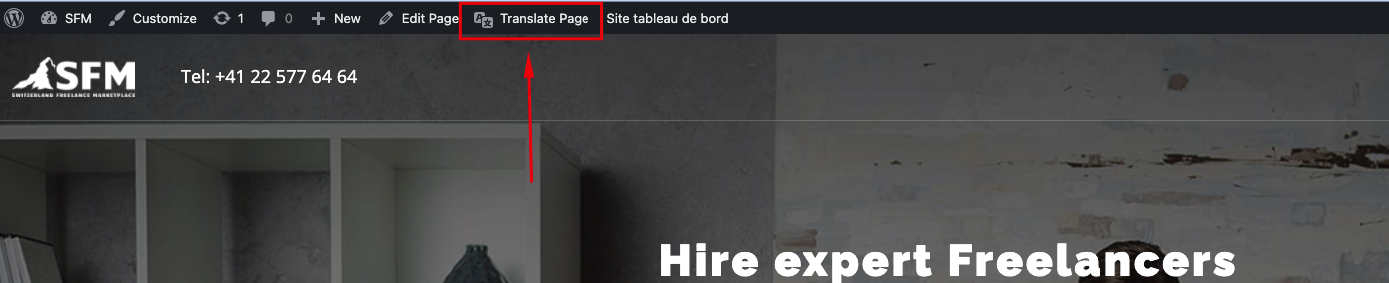 SFM Customize 1 0 New Edit Page Translate Page Site tableau de bord
SFM Tel: +41 22 577 64 64
SWITZERLAND FREELANCE MARKETPLACE
Hire expert Freelancers